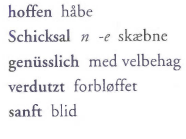 hoffen håbe
Schicksal n -e skæbne
genüsslich med velbehag
verdutzt forbløffet
sanft blid